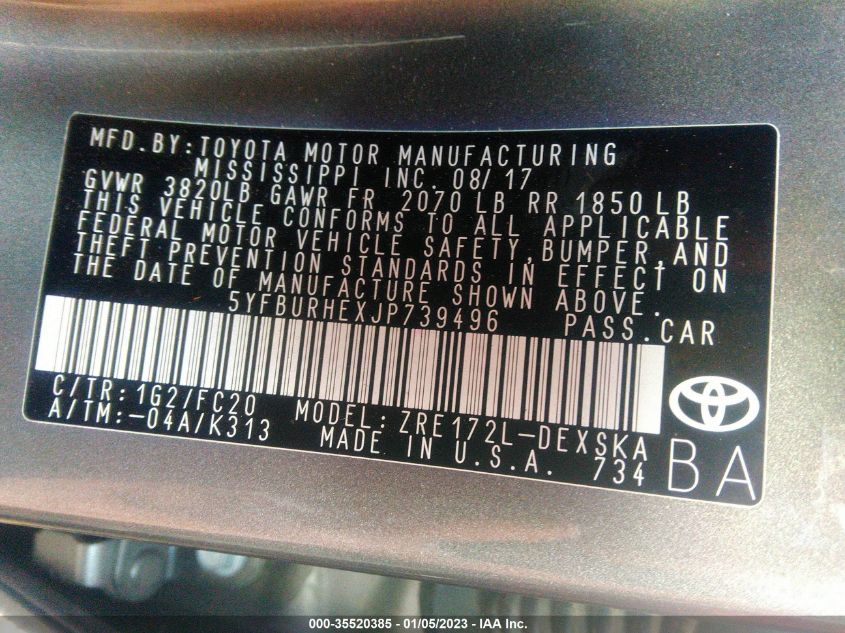 MFD.BY:TOYOTA MOTOR MANUFACTURING
MISSISSIPPI INC. 08/17
GVWR 3820LB GAWR FR 2070 LB RR 1850 LB
THIS VEHICLE CONFORMS TO ALL APPLICABLE
FEDERAL MOTOR VEHICLE SAFETY,BUMPER,AND
THEFT PREVENTION STANDARDS IN EFFECT ON
THE DATE OF MANUFACTURE SHOWN ABOVE.
5YFBURHEXJP739496 PASS.CAR
C/TR:1G2/FC20 MODEL:ZRE172L-DEXSKA
A/TM:-04A/K313 MADE IN U.S.A. 734
BA
000-35520385 - 01/05/2023 - IAA Inc.